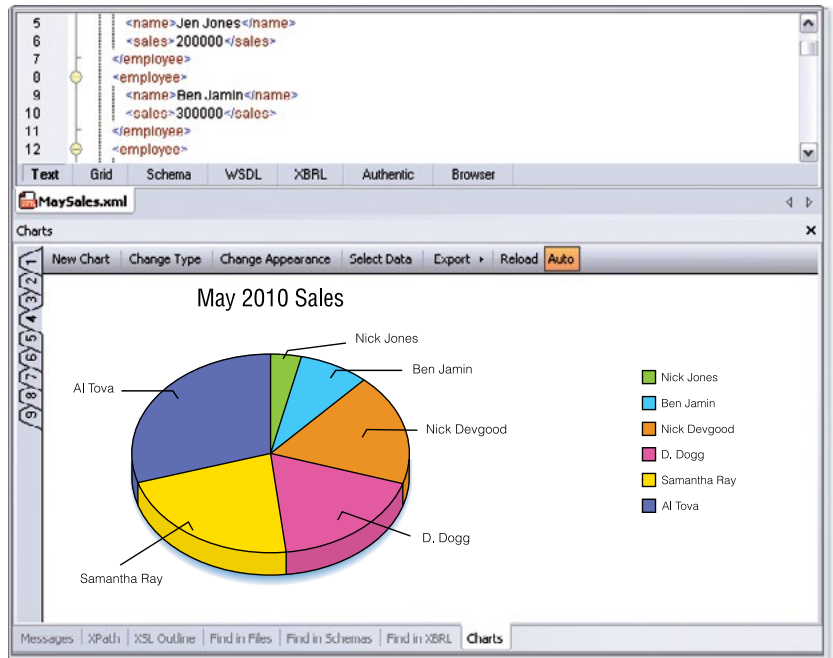 5 <name>Jen Jones</name>
6 <sales>200000</sales>
7 </employee>
8 <employee>
9 <name>Ben Jamin</name>
10 <sales>300000</sales>
11 </employee>
12 <employee>
Text Grid Schema WSDL XBRL Authentic Browser
MaySales.xml
Charts
New Chart Change Type Change Appearance Select Data Export Reload Auto
1
2
3
4
5
6
7
8
9
May 2010 Sales
Nick Jones
Ben Jamin
Al Tova
Nick Devgood
D. Dogg
Samantha Ray
Nick Jones
Ben Jamin
Nick Devgood
D. Dogg
Samantha Ray
Al Tova
Messages XPath XSL Outline Find in Files Find in Schemas Find in XBRL Charts